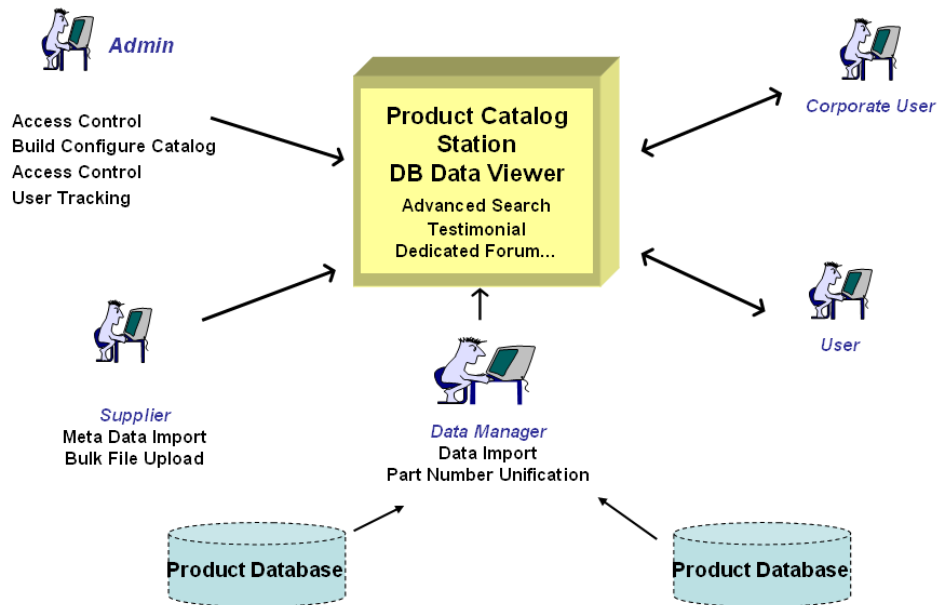 Admin
Access Control
Build Configure Catalog
Access Control
User Tracking
Product Catalog
Station
DB Data Viewer
Advanced Search
Testimonial
Dedicated Forum...
Corporate User
User
Supplier
Meta Data Import
Bulk File Upload
Data Manager
Data Import
Part Number Unification
Product Database
Product Database